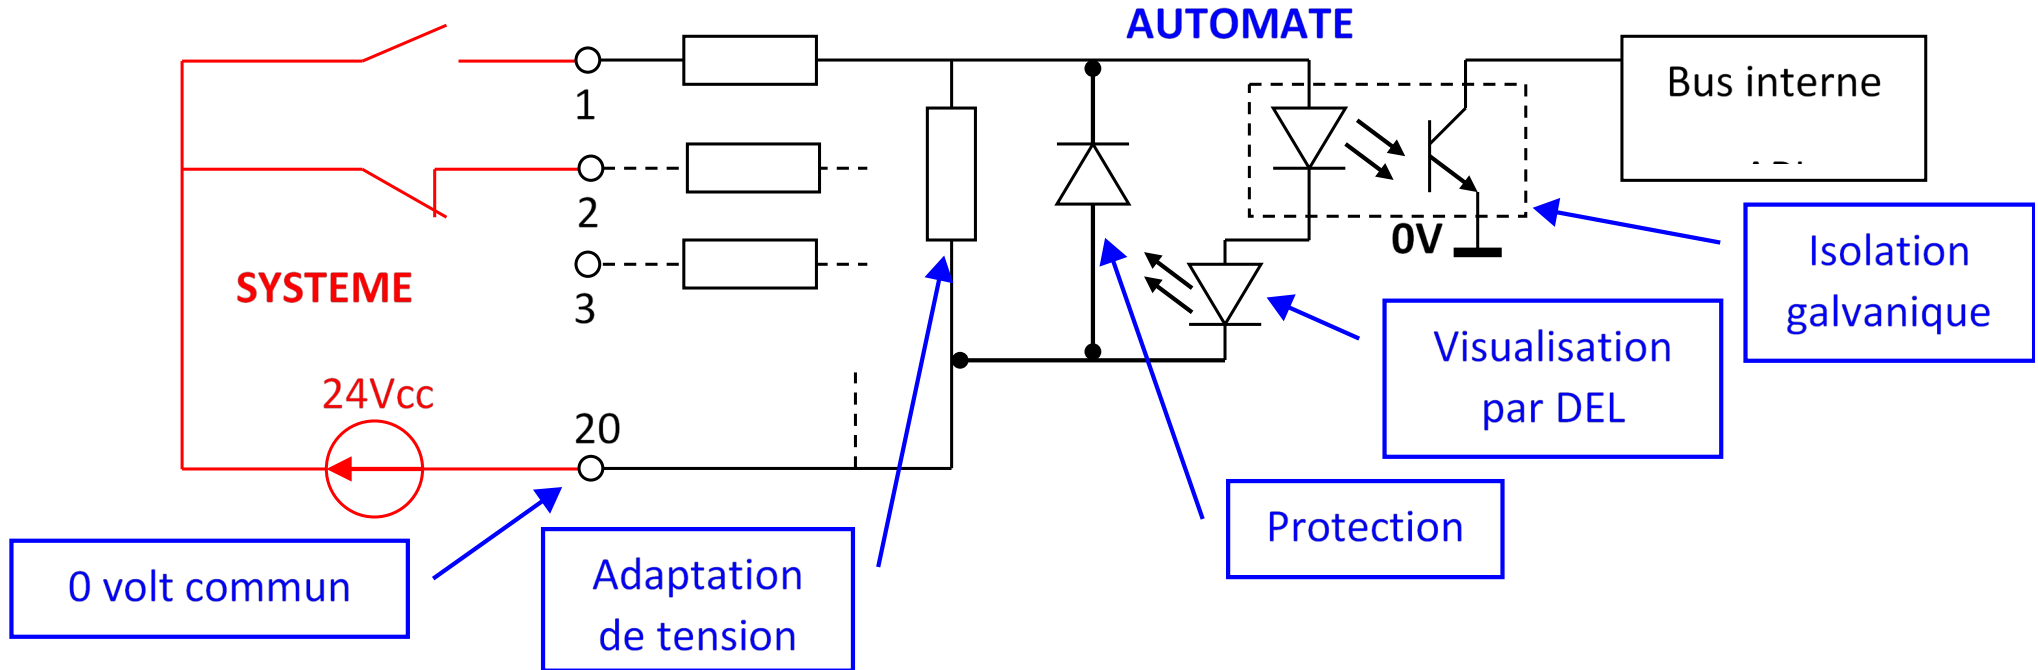 AUTOMATE
Bus interne
1
2
3
SYSTEME
0V
Isolation
galvanique
Visualisation
par DEL
24Vcc
20
Protection
0 volt commun
Adaptation
de tension